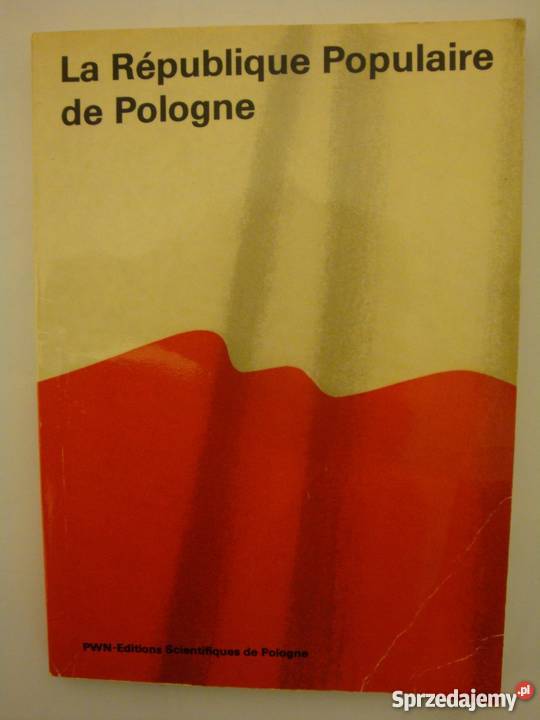 La République Populaire
de Pologne
PWN-Editions Scientifiques de Pologne
Sprzedajemy.pl